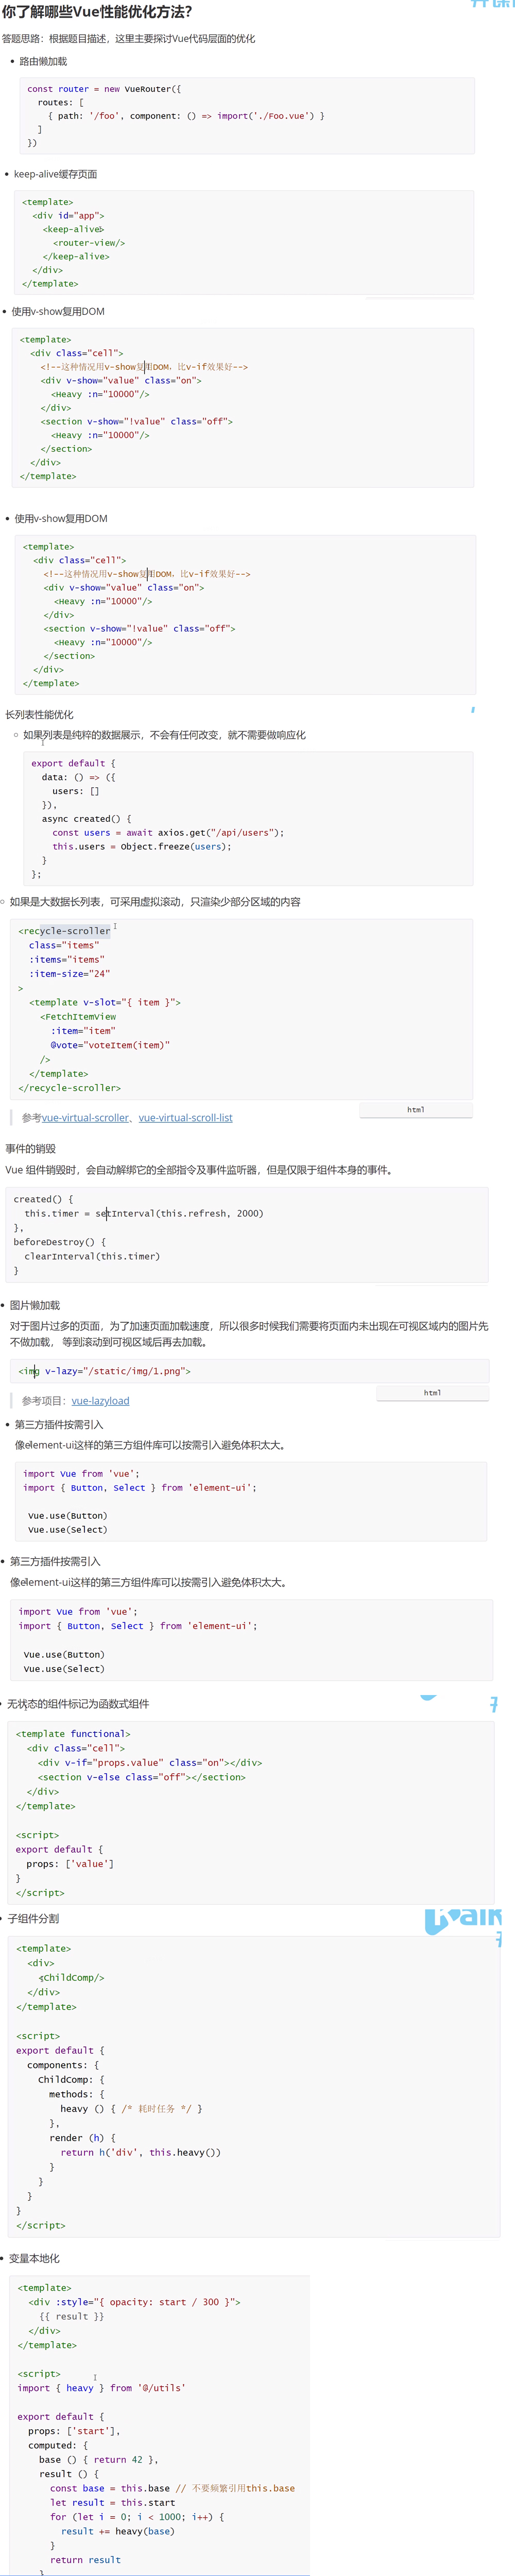 你了解哪些Vue性能优化方法?
答题思路：根据题目描述，这里主要探讨Vue代码层面的优化
路由懒加载
const router = new VueRouter({
routes: [
{ path: '/foo', component: () => import('./Foo.vue') }
]
})
keep-alive缓存页面
<template>
<div id="app">
<keep-alive>
<router-view/>
</keep-alive>
</div>
</template>
使用v-show复用DOM
<template>
<div class="cell">
<!--这种情况用v-show复用DOM，比v-if效果好-->
<div v-show="value" class="on">
<Heavy :n="10000"/>
</div>
<section v-show="!value" class="off">
<Heavy :n="10000"/>
</section>
</div>
</template>
使用v-show复用DOM
<template>
<div class="cell">
<!--这种情况用v-show复用DOM，比v-if效果好-->
<div v-show="value" class="on">
<Heavy :n="10000"/>
</div>
<section v-show="!value" class="off">
<Heavy :n="10000"/>
</section>
</div>
</template>
长列表性能优化
如果列表是纯粹的数据展示，不会有任何改变，就不需要做响应化
export default {
data: () => ({
users: []
}),
async created() {
const users = await axios.get("/api/users");
this.users = Object.freeze(users);
}
};
如果是大数据长列表，可采用虚拟滚动，只渲染少部分区域的内容
<recycle-scroller
class="items"
:items="items"
:item-size="24"
>
<template v-slot="{ item }">
<FetchItemView
:item="item"
@vote="voteItem(item)"
/>
</template>
</recycle-scroller>
html
参考vue-virtual-scroller、vue-virtual-scroll-list
事件的销毁
Vue 组件销毁时，会自动解绑它的全部指令及事件监听器，但是仅限于组件本身的事件。
created() {
this.timer = setInterval(this.refresh, 2000)
},
beforeDestroy() {
clearInterval(this.timer)
}
图片懒加载
对于图片过多的页面，为了加速页面加载速度，所以很多时候我们需要将页面内未出现在可视区域内的图片先
不做加载， 等到滚动到可视区域后再去加载。
<img v-lazy="/static/img/1.png">
html
参考项目：vue-lazyload
第三方插件按需引入
像element-ui这样的第三方组件库可以按需引入避免体积太大。
import Vue from 'vue';
import { Button, Select } from 'element-ui';
Vue.use(Button)
Vue.use(Select)
第三方插件按需引入
像element-ui这样的第三方组件库可以按需引入避免体积太大。
import Vue from 'vue';
import { Button, Select } from 'element-ui';
Vue.use(Button)
Vue.use(Select)
无状态的组件标记为函数式组件
<template functional>
<div class="cell">
<div v-if="props.value" class="on"></div>
<section v-else class="off"></section>
</div>
</template>
<script>
export default {
props: ['value']
}
</script>
子组件分割
<template>
<div>
<ChildComp/>
</div>
</template>
<script>
export default {
components: {
ChildComp: {
methods: {
heavy () { /* 耗时任务 */ }
},
render (h) {
return h('div', this.heavy())
}
}
}
}
</script>
变量本地化
<template>
<div :style="{ opacity: start / 300 }">
{{ result }}
</div>
</template>
<script>
import { heavy } from '@/utils'
export default {
props: ['start'],
computed: {
base () { return 42 },
result () {
const base = this.base // 不要频繁引用this.base
let result = this.start
for (let i = 0; i < 1000; i++) {
result += heavy(base)
}
return result